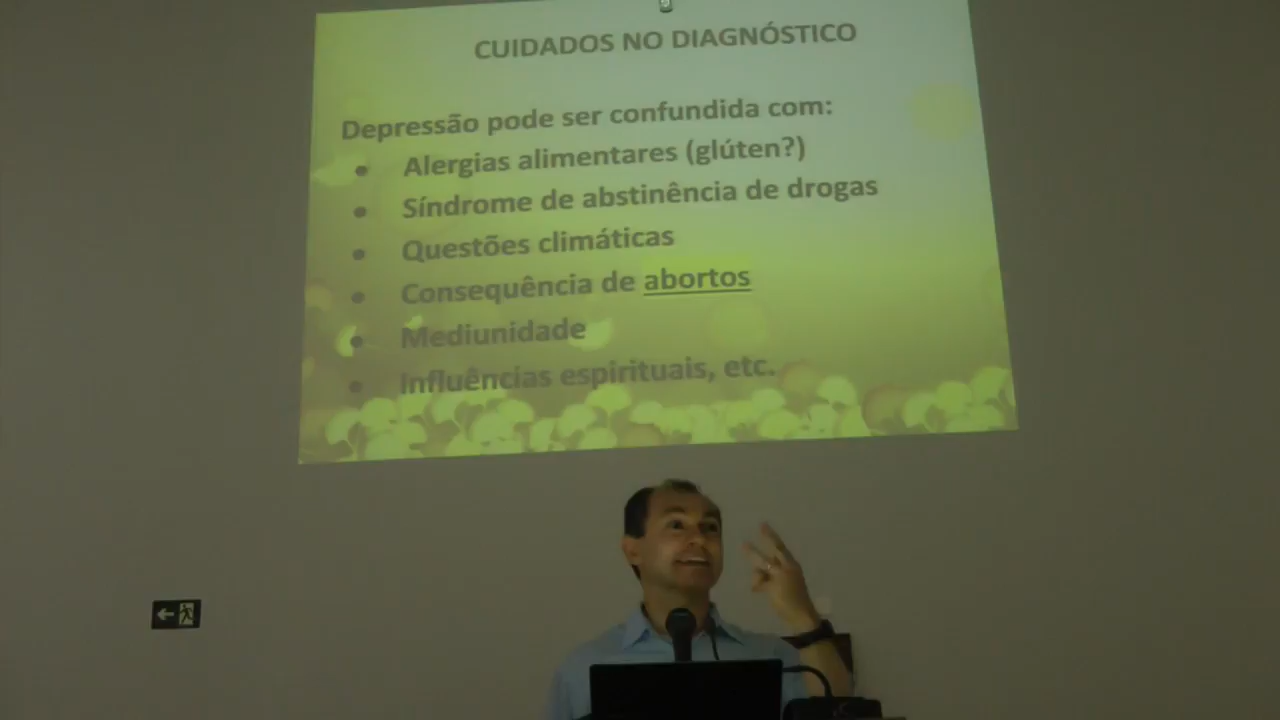 CUIDADOS NO DIAGNÓSTICO
Depressão pode ser confundida com:
• Alergias alimentares (glúten?)
• Síndrome de abstinência de drogas
• Questões climáticas
• Consequência de abortos
• Mediunidade
• Influências espirituais, etc.